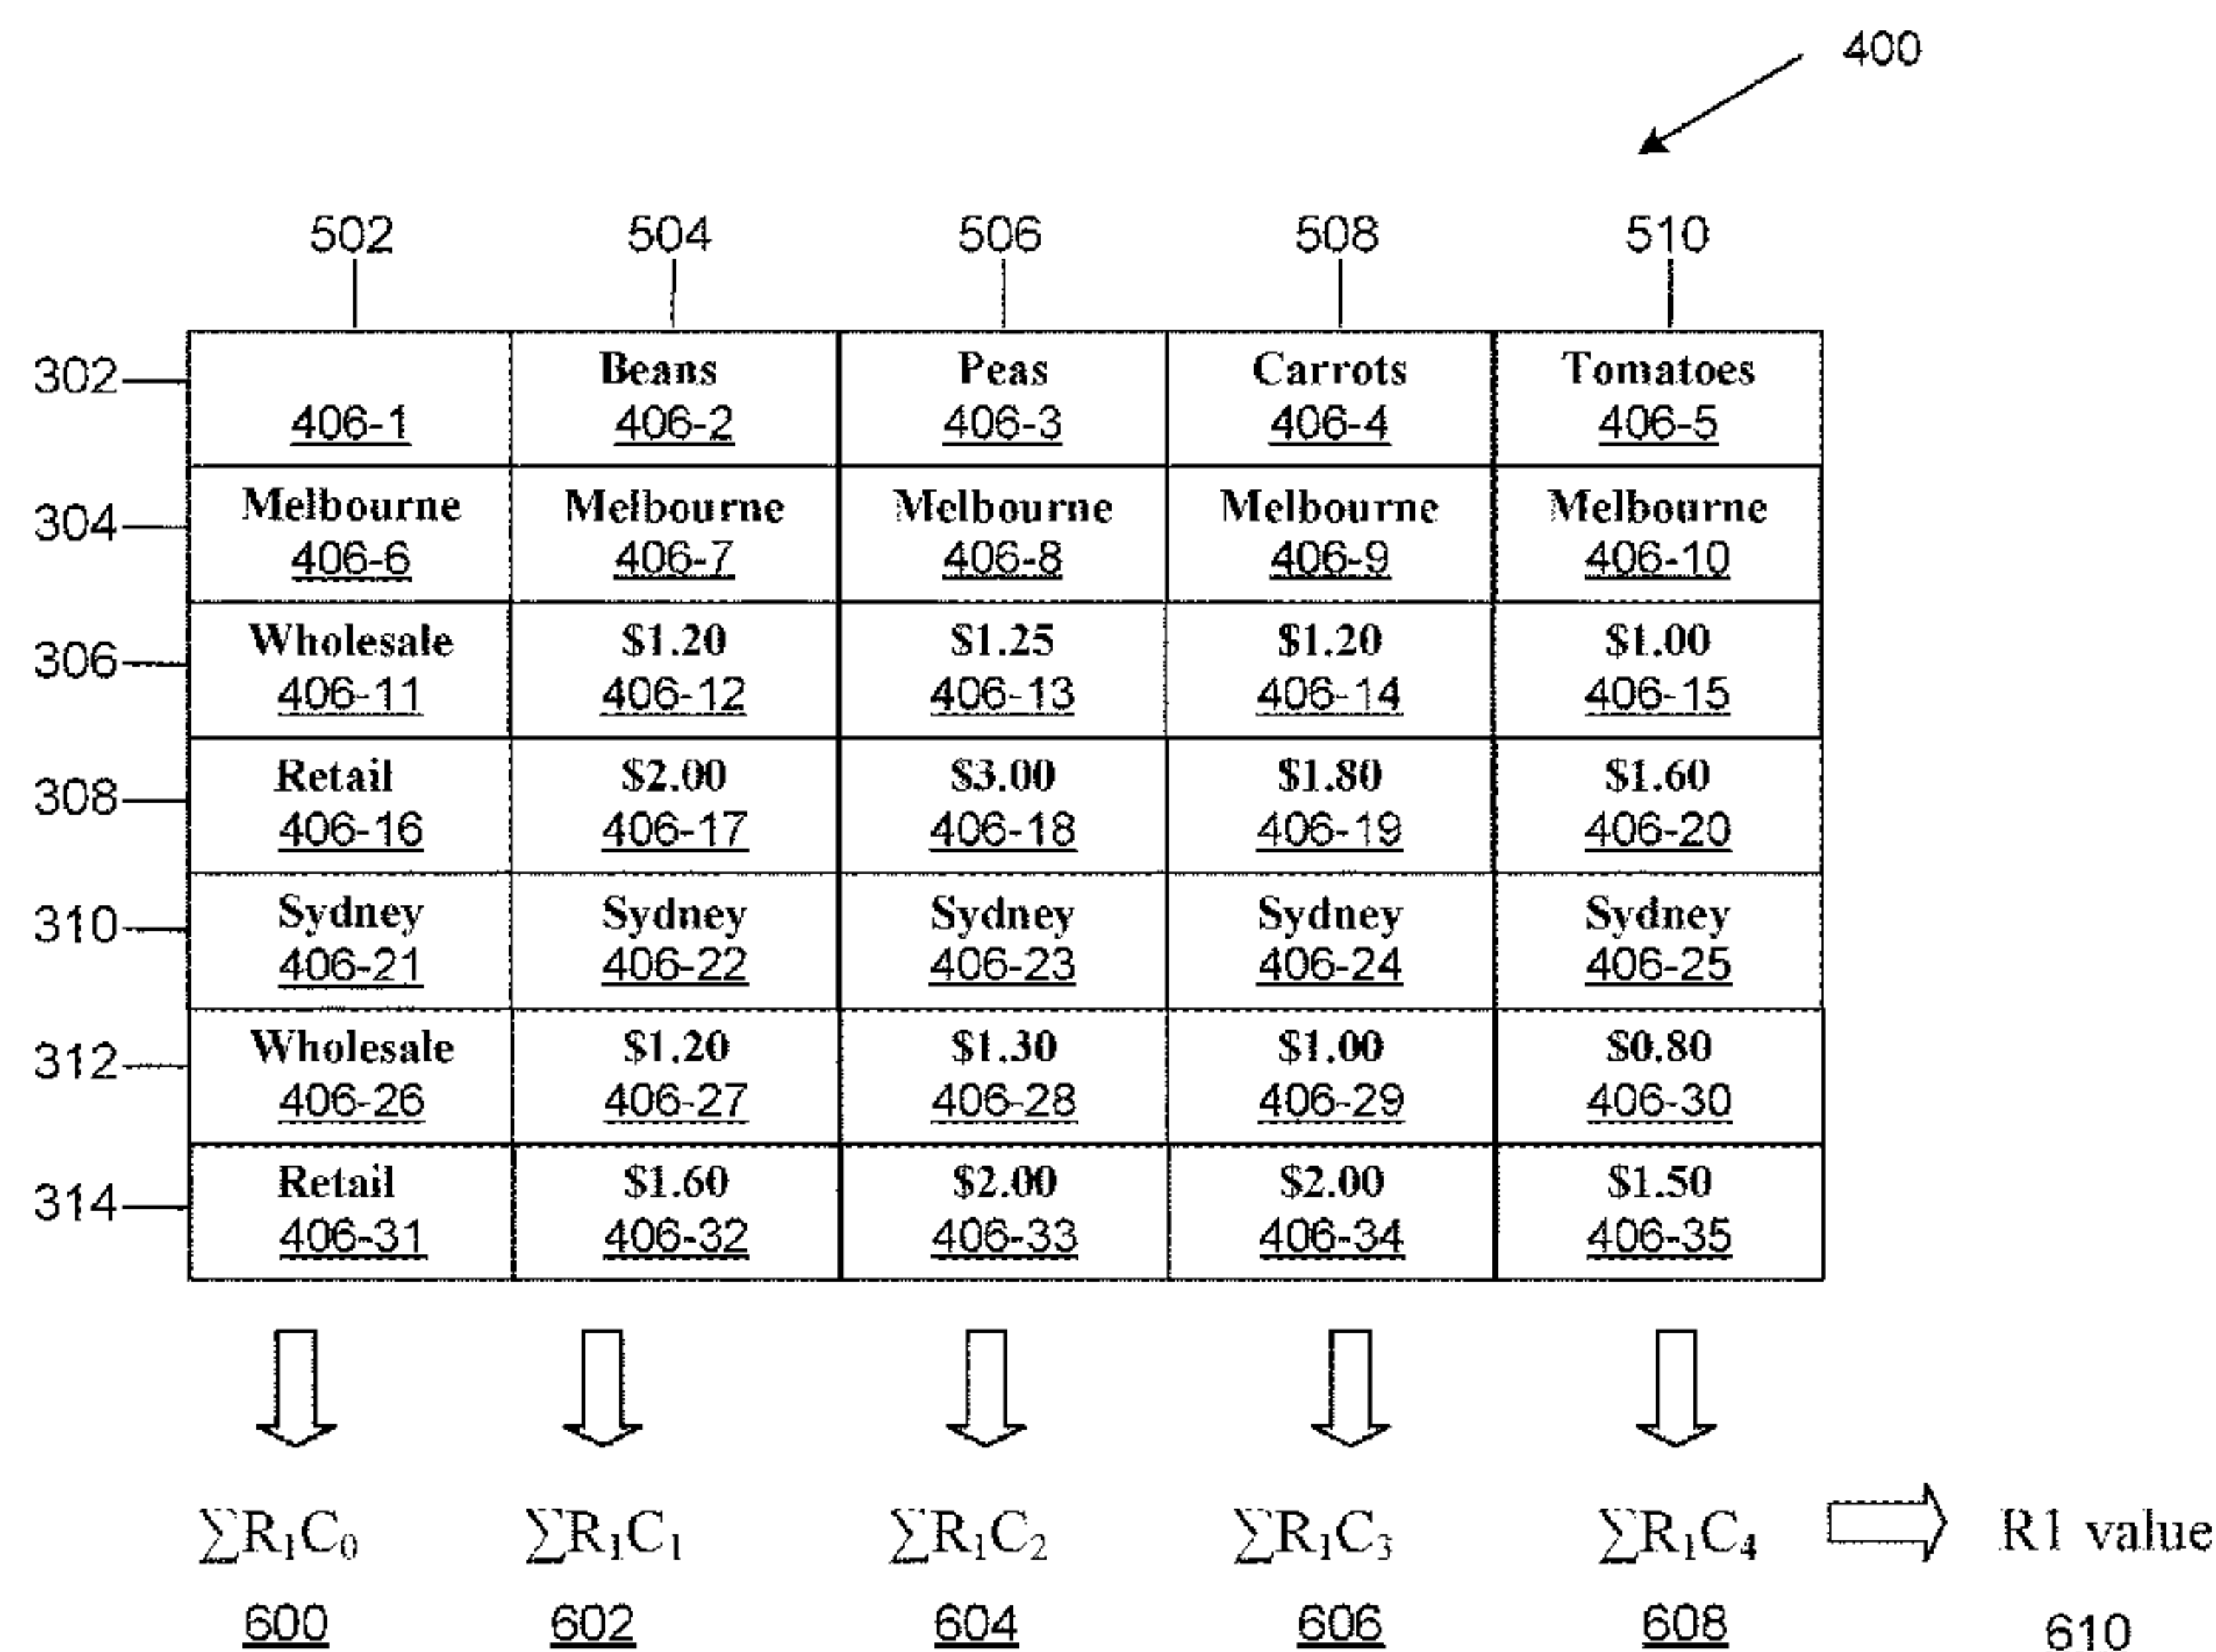 400
502 504 506 508 510
302 Beans Peas Carrots Tomatoes
406-1 406-2 406-3 406-4 406-5
304 Melbourne Melbourne Melbourne Melbourne Melbourne
406-6 406-7 406-8 406-9 406-10
306 Wholesale $1.20 $1.25 $1.20 $1.00
406-11 406-12 406-13 406-14 406-15
308 Retail $2.00 $3.00 $1.80 $1.60
406-16 406-17 406-18 406-19 406-20
310 Sydney Sydney Sydney Sydney Sydney
406-21 406-22 406-23 406-24 406-25
312 Wholesale $1.20 $1.30 $1.00 $0.80
406-26 406-27 406-28 406-29 406-30
314 Retail $1.60 $2.00 $2.00 $1.50
406-31 406-32 406-33 406-34 406-35
∑R₁C₀ ∑R₁C₁ ∑R₁C₂ ∑R₁C₃ ∑R₁C₄ R1 value
600 602 604 606 608 610